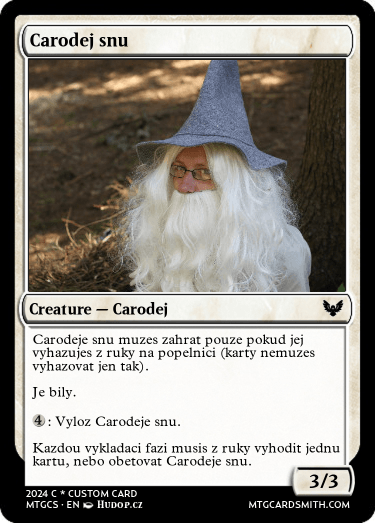 Carodej snu
Creature — Carodej
Carodeje snu muzes zahrat pouze pokud jej
vyhazujes z ruky na popelnici (karty nemuzes
vyhazovat jen tak).
Je bily.
4: Vyloz Carodeje snu.
Kazdou vykladaci fazi musis z ruky vyhodit jednu
kartu, nebo obetovat Carodeje snu.
3/3
2024 C * CUSTOM CARD
MTGCS • EN HUDOP.CZ
MTGCARDSMITH.COM